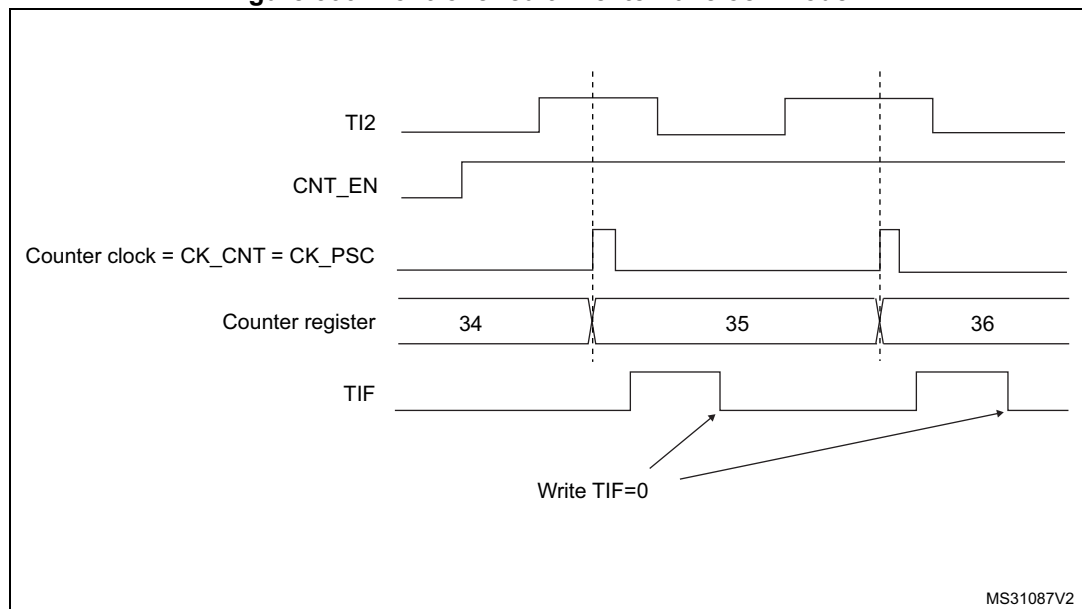 TI2
CNT_EN
Counter clock = CK_CNT = CK_PSC
Counter register 34 35 36
TIF
Write TIF=0
MS31087V2